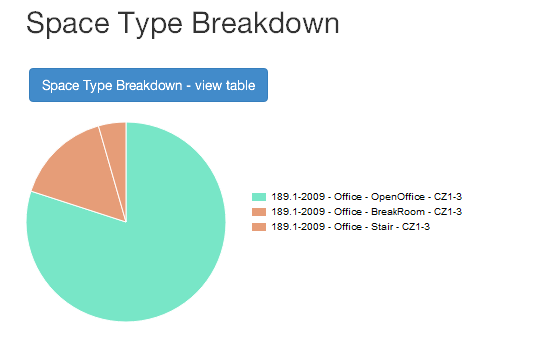 Space Type Breakdown
Space Type Breakdown - view table
189.1-2009 - Office - OpenOffice - CZ1-3
189.1-2009 - Office - BreakRoom - CZ1-3
189.1-2009 - Office - Stair - CZ1-3